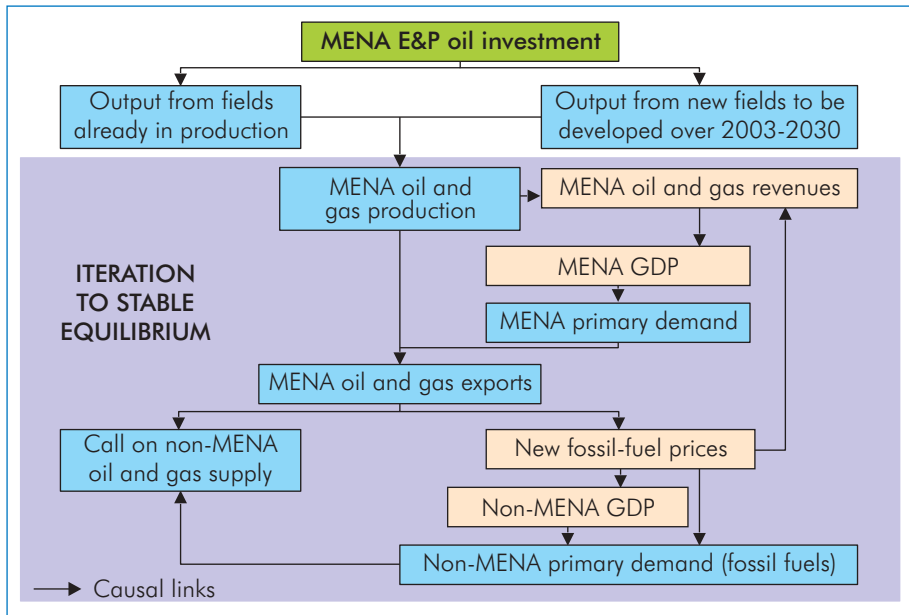 MENA E&P oil investment
Output from fields
already in production
Output from new fields to be
developed over 2003-2030
MENA oil and
gas production
MENA oil and gas revenues
ITERATION
TO STABLE
EQUILIBRIUM
MENA GDP
MENA primary demand
MENA oil and gas exports
Call on non-MENA
oil and gas supply
New fossil-fuel prices
Non-MENA GDP
Non-MENA primary demand (fossil fuels)
Causal links